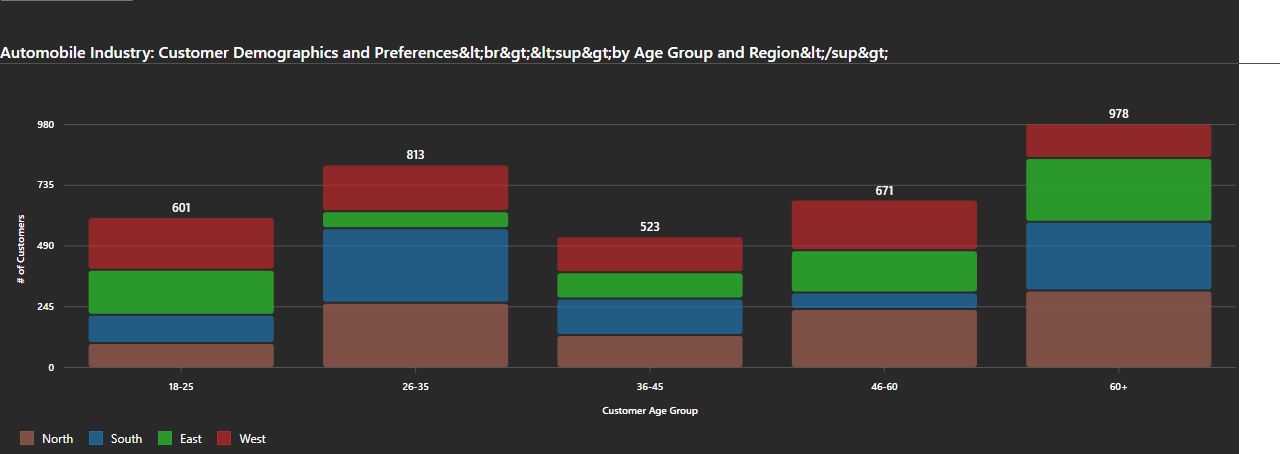 Automobile Industry: Customer Demographics and Preferences&lt;br&gt;&lt;sup&gt;by Age Group and Region&lt;/sup&gt;
978
980
813
735
671
601
523
490
245
0
# of Customers
18-25
26-35
36-45
46-60
60+
Customer Age Group
North
South
East
West